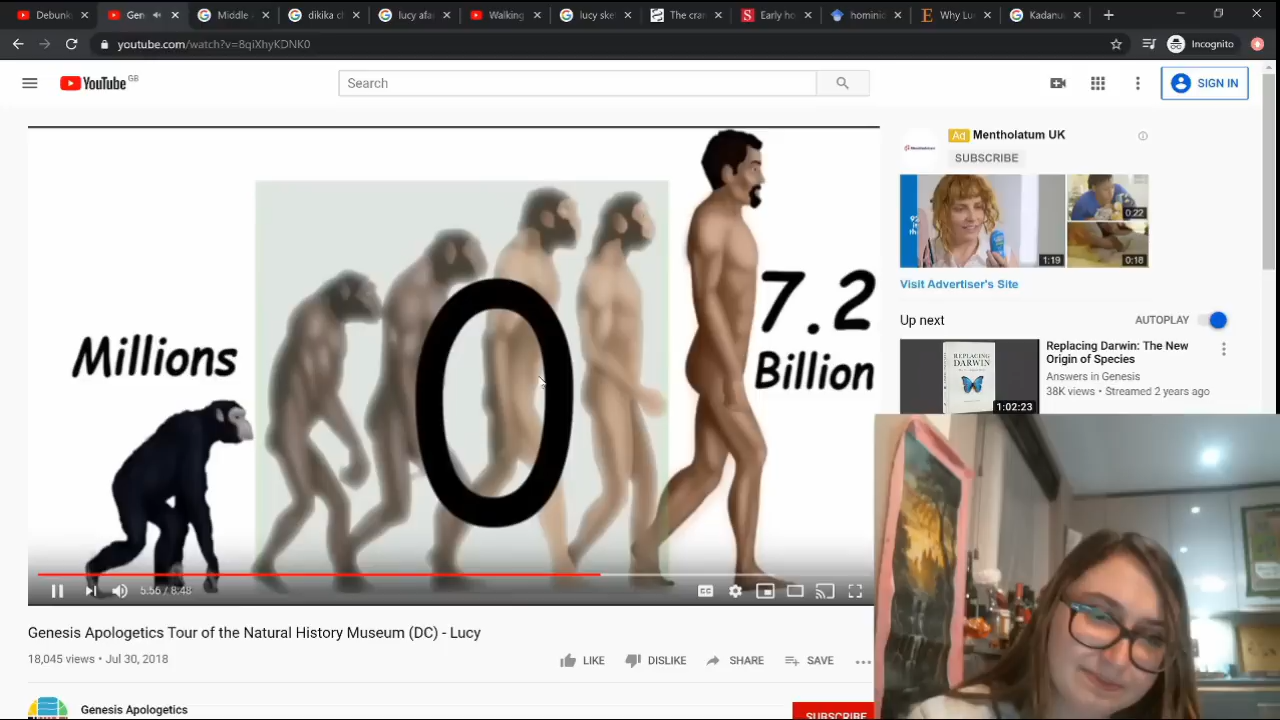 Debunk
Gen
Middle
dikika c
lucy afa
Walking
lucy ske
The cran
Early ho
hominic
Why Lu
Kadanu
youtube.com/watch?v=8qiXhyKDNK0
Incognito
YouTube GB
Search
SIGN IN
Ad Mentholatum UK
SUBSCRIBE
0:22
1:19
0:18
Visit Advertiser's Site
Up next
AUTOPLAY
REPLACING
DARWIN
1:02:23
Replacing Darwin: The New
Origin of Species
Answers in Genesis
38K views • Streamed 2 years ago
Millions
0
7.2
Billion
5:56 / 8:48
CC
Genesis Apologetics Tour of the Natural History Museum (DC) - Lucy
18,045 views • Jul 30, 2018
LIKE
DISLIKE
SHARE
SAVE
Genesis Apologetics
SUBSCRIBE